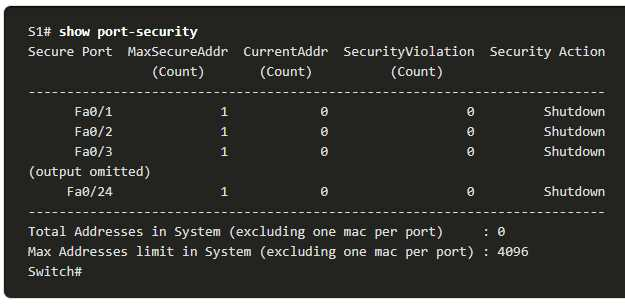 S1# show port-security
Secure Port  MaxSecureAddr  CurrentAddr  SecurityViolation  Security Action
                (Count)       (Count)          (Count)
---------------------------------------------------------------------------
      Fa0/1              1            0                  0         Shutdown
      Fa0/2              1            0                  0         Shutdown
      Fa0/3              1            0                  0         Shutdown
(output omitted)
     Fa0/24              1            0                  0         Shutdown
---------------------------------------------------------------------------
Total Addresses in System (excluding one mac per port)     : 0
Max Addresses limit in System (excluding one mac per port) : 4096
Switch#